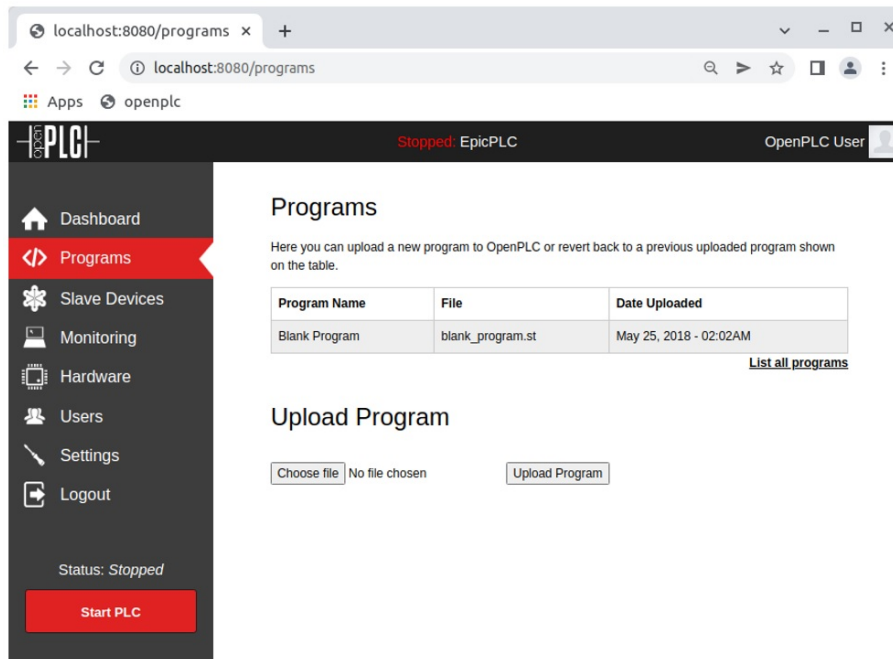 localhost:8080/programs
localhost:8080/programs
Apps openplc
open PLC Stopped: EpicPLC OpenPLC User
Dashboard
Programs
Slave Devices
Monitoring
Hardware
Users
Settings
Logout
Status: Stopped
Start PLC
Programs
Here you can upload a new program to OpenPLC or revert back to a previous uploaded program shown
on the table.
Program Name File Date Uploaded
Blank Program blank_program.st May 25, 2018 - 02:02AM
List all programs
Upload Program
Choose file No file chosen Upload Program